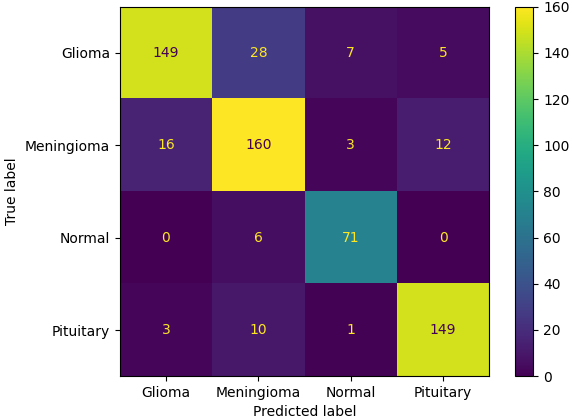 160
Glioma 149 28 7 5
140
120
Meningioma 16 160 3 12
100
True label
80
Normal 0 6 71 0
60
40
Pituitary 3 10 1 149
20
0
Glioma Meningioma Normal Pituitary
Predicted label